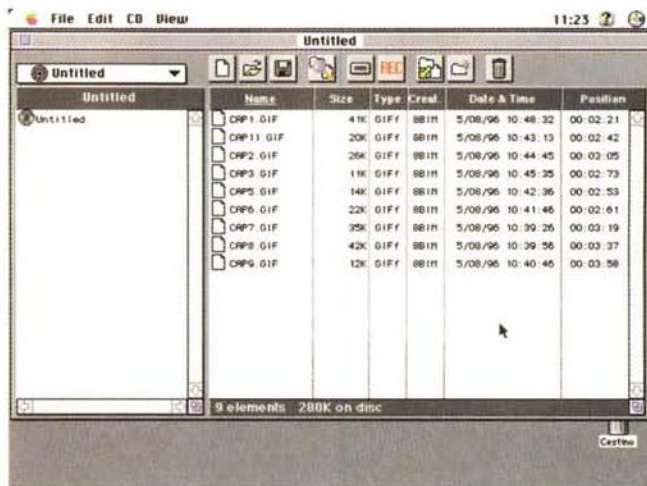 File Edit CD View 11:23
Untitled
Untitled
REC
Untitled
Name Size Type Creat. Date & Time Position
Untitled
CAP1.GIF 41K GIFf 8BIM 5/08/96 10:48:32 00:02:21
CAP11.GIF 20K GIFf 8BIM 5/08/96 10:43:13 00:02:42
CAP2.GIF 26K GIFf 8BIM 5/08/96 10:44:45 00:03:05
CAP3.GIF 11K GIFf 8BIM 5/08/96 10:45:35 00:02:73
CAP5.GIF 14K GIFf 8BIM 5/08/96 10:42:36 00:02:53
CAP6.GIF 22K GIFf 8BIM 5/08/96 10:41:46 00:02:61
CAP7.GIF 35K GIFf 8BIM 5/08/96 10:39:26 00:03:19
CAP8.GIF 42K GIFf 8BIM 5/08/96 10:39:56 00:03:37
CAP9.GIF 12K GIFf 8BIM 5/08/96 10:40:46 00:03:58
9 elements 280K on disc
Cestino